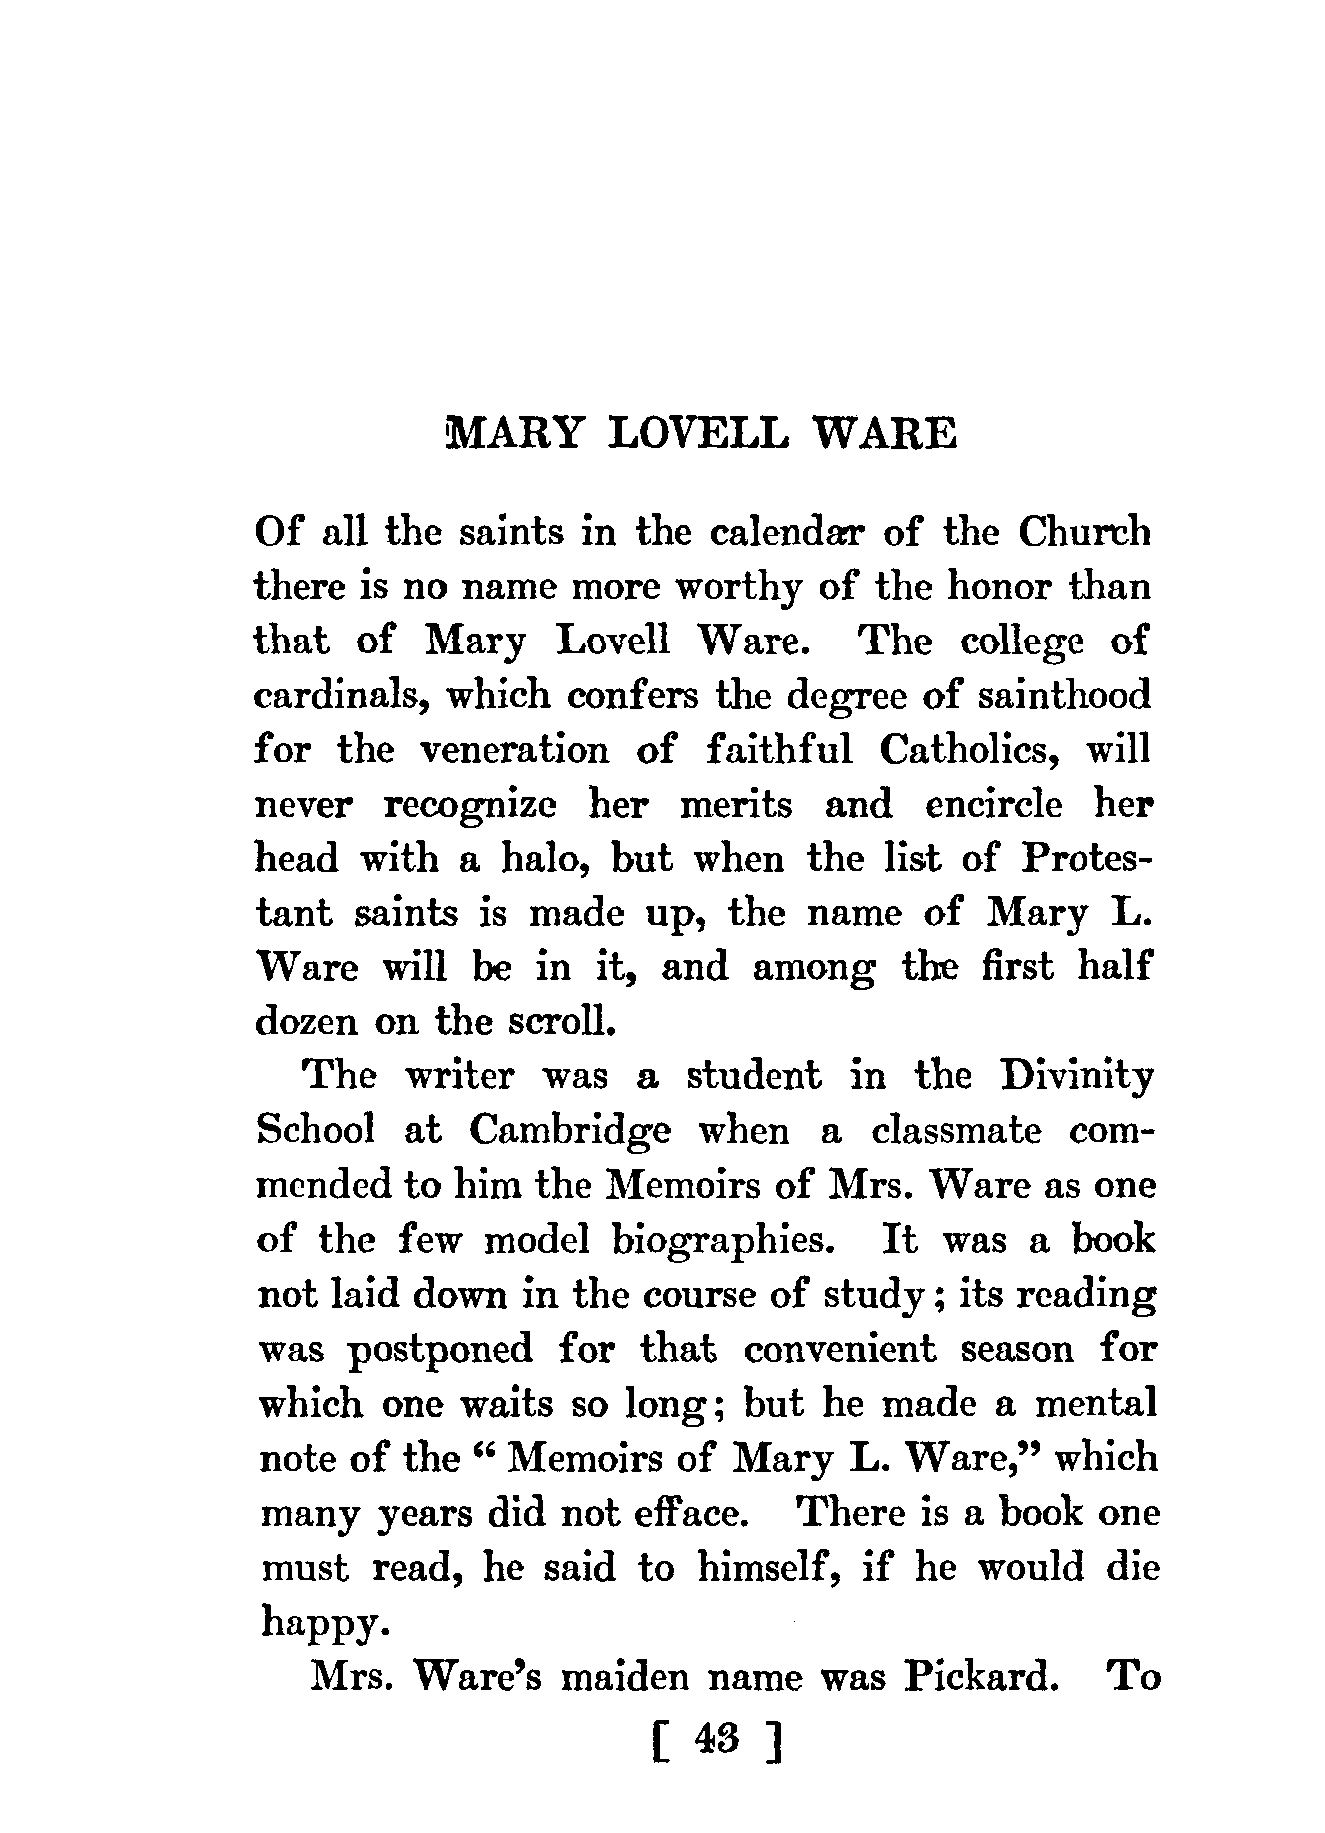 MARY LOVELL WARE
Of all the saints in the calendar of the Church
there is no name more worthy of the honor than
that of Mary Lovell Ware. The college of
cardinals, which confers the degree of sainthood
for the veneration of faithful Catholics, will
never recognize her merits and encircle her
head with a halo, but when the list of Protes-
tant saints is made up, the name of Mary L.
Ware will be in it, and among the first half
dozen on the scroll.
The writer was a student in the Divinity
School at Cambridge when a classmate com-
mended to him the Memoirs of Mrs. Ware as one
of the few model biographies. It was a book
not laid down in the course of study; its reading
was postponed for that convenient season for
which one waits so long; but he made a mental
note of the “Memoirs of Mary L. Ware,” which
many years did not efface. There is a book one
must read, he said to himself, if he would die
happy.
Mrs. Ware’s maiden name was Pickard. To
[ 43 ]